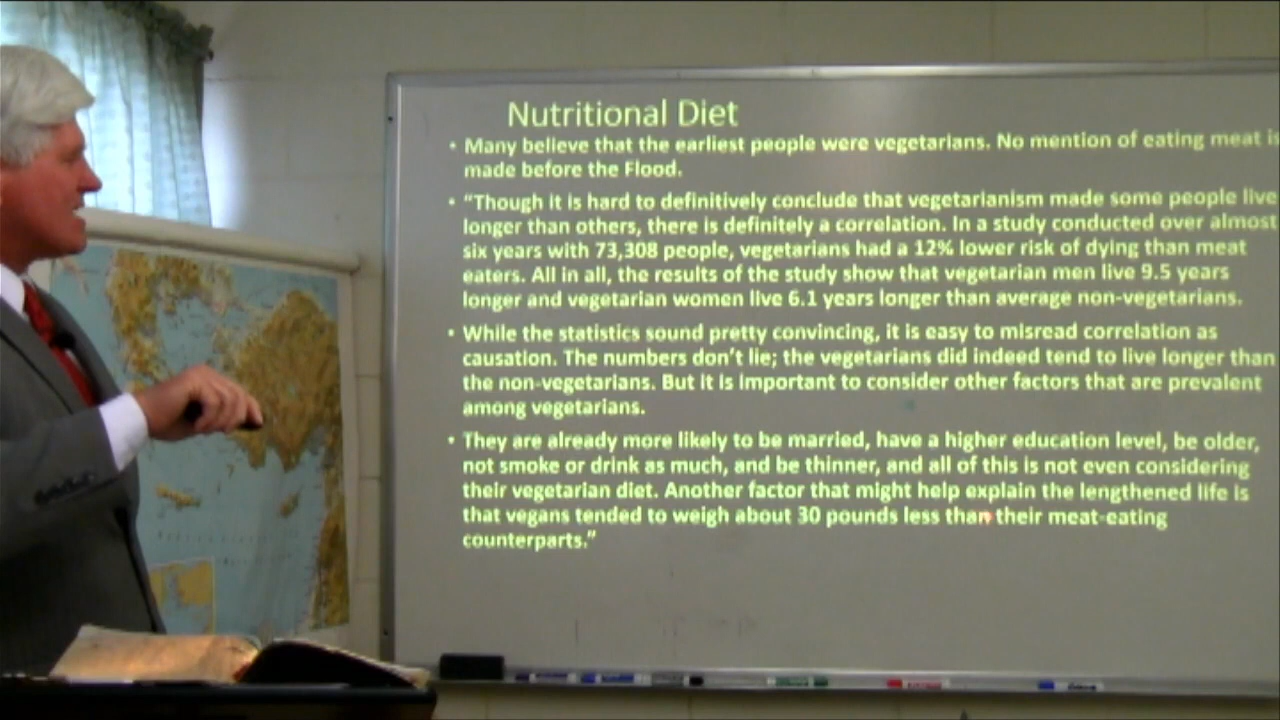 Nutritional Diet
• Many believe that the earliest people were vegetarians. No mention of eating meat is
made before the Flood.
• "Though it is hard to definitively conclude that vegetarianism made some people live
longer than others, there is definitely a correlation. In a study conducted over almost
six years with 73,308 people, vegetarians had a 12% lower risk of dying than meat
eaters. All in all, the results of the study show that vegetarian men live 9.5 years
longer and vegetarian women live 6.1 years longer than average non-vegetarians.
• While the statistics sound pretty convincing, it is easy to misread correlation as
causation. The numbers don't lie; the vegetarians did indeed tend to live longer than
the non-vegetarians. But it is important to consider other factors that are prevalent
among vegetarians.
• They are already more likely to be married, have a higher education level, be older,
not smoke or drink as much, and be thinner, and all of this is not even considering
their vegetarian diet. Another factor that might help explain the lengthened life is
that vegans tended to weigh about 30 pounds less than their meat-eating
counterparts."